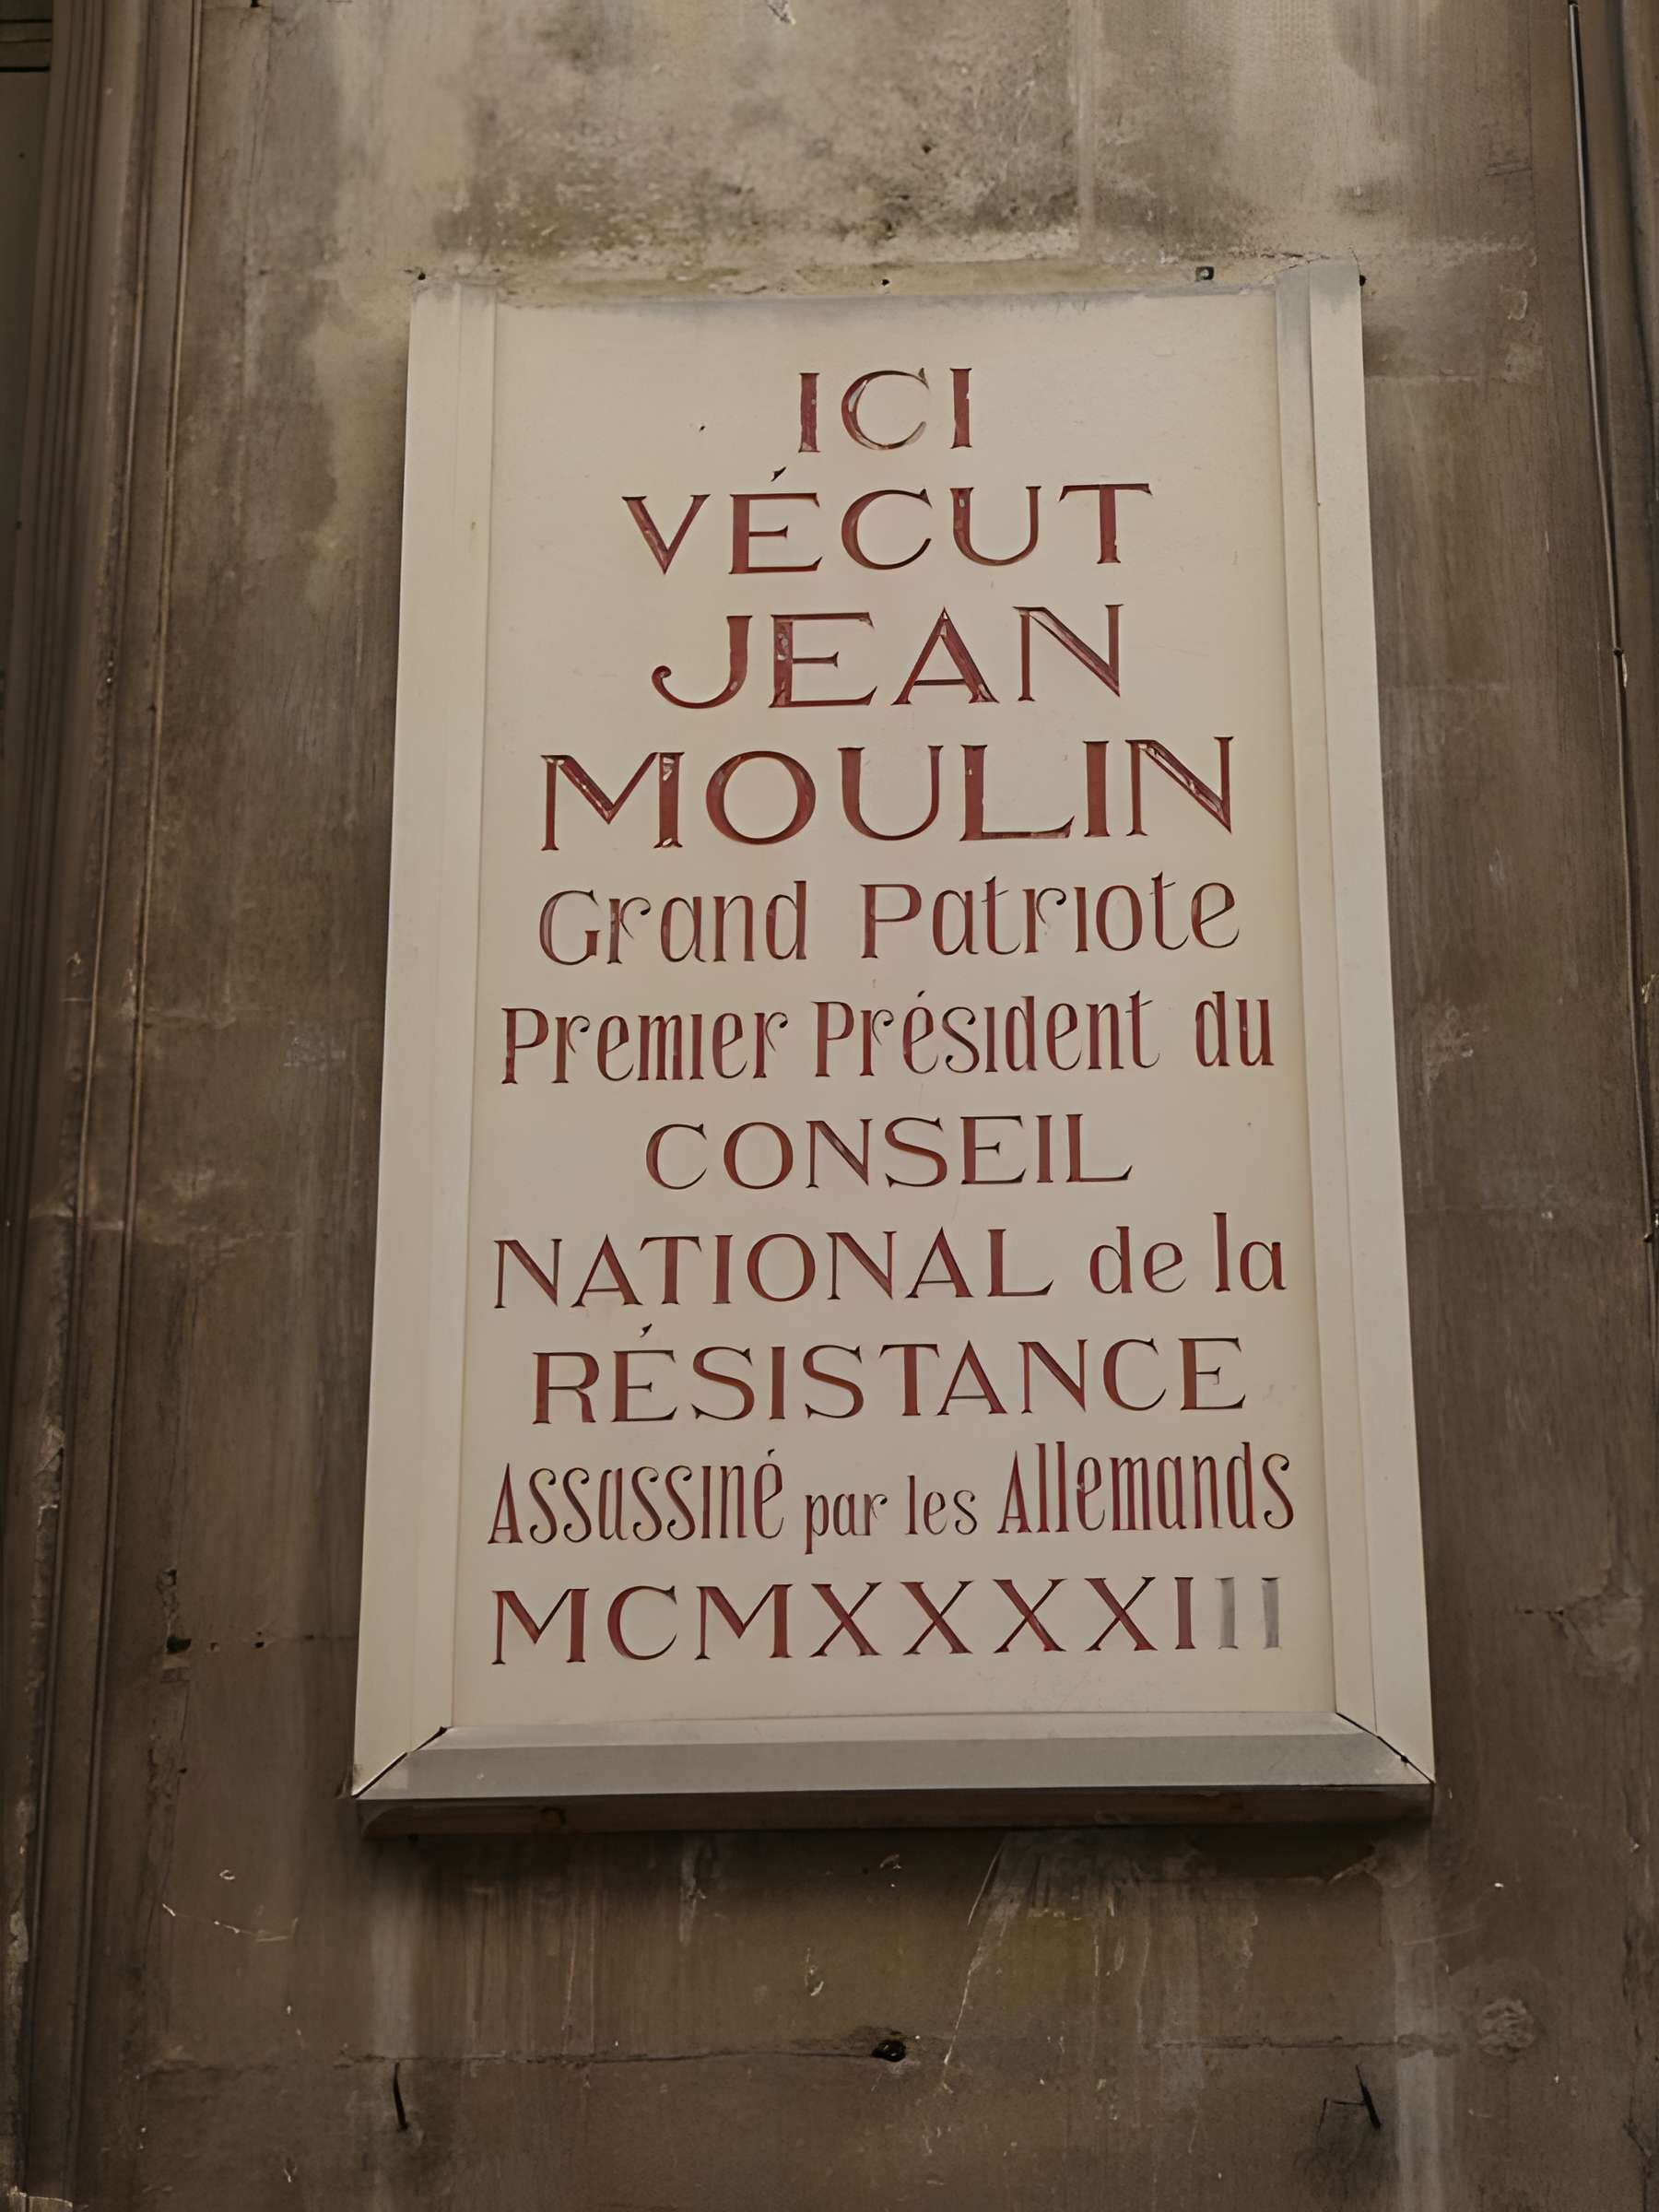 ICI
VÉCUT
JEAN
MOULIN
Grand Patriote
Premier Président du
CONSEIL
NATIONAL de la
RÉSISTANCE
Assassiné par les Allemands
MCMXXXXIII